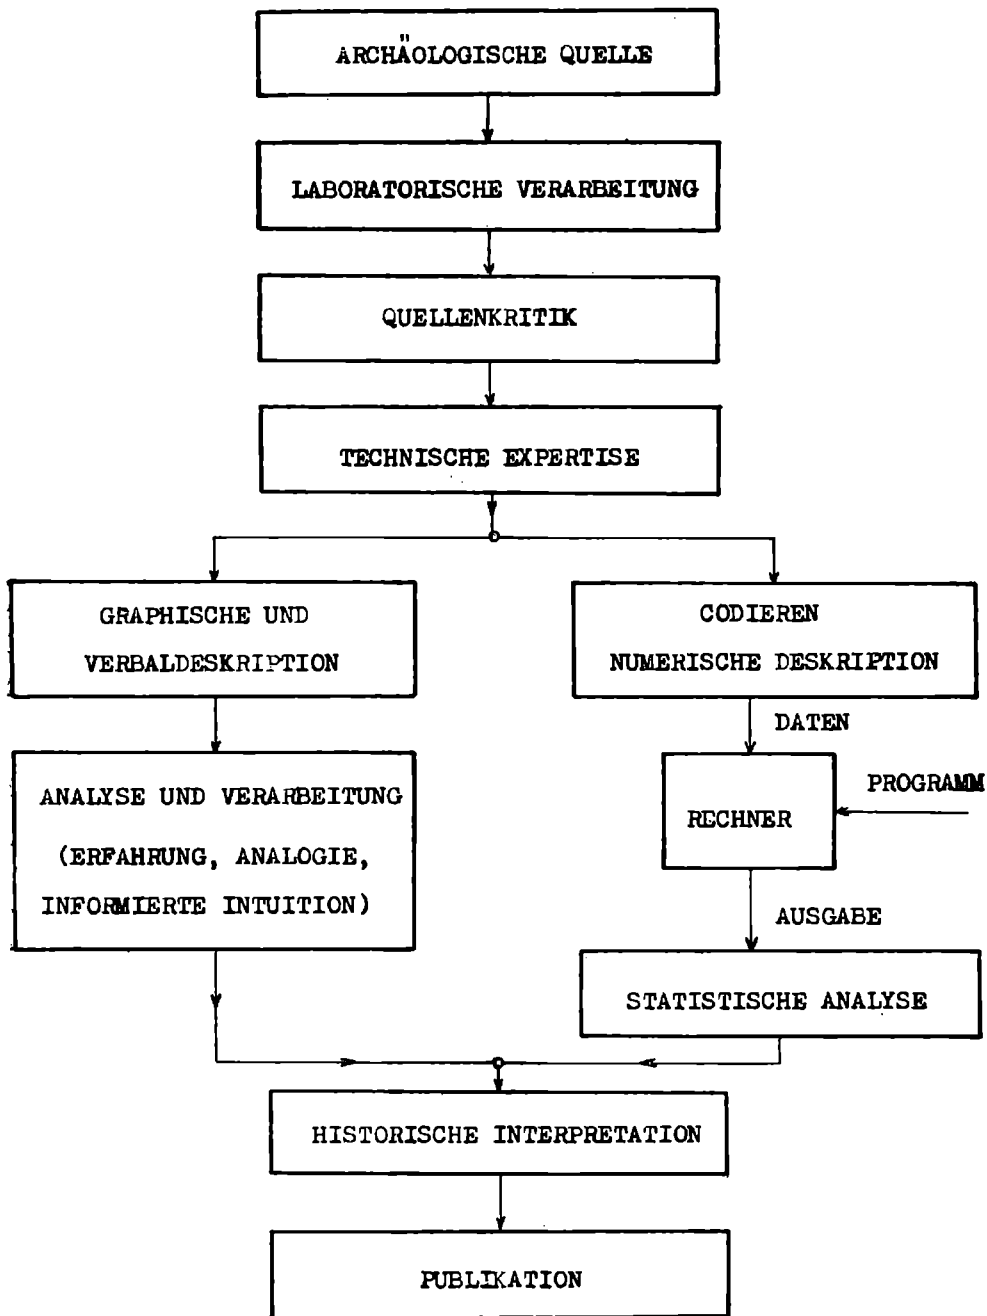 ARCHÄOLOGISCHE QUELLE
LABORATORISCHE VERARBEITUNG
QUELLENKRITIK
TECHNISCHE EXPERTISE
GRAPHISCHE UND
VERBALDESKRIPTION
ANALYSE UND VERARBEITUNG
(ERFAHRUNG, ANALOGIE,
INFORMIERTE INTUITION)
CODIEREN
NUMERISCHE DESKRIPTION
DATEN
PROGRAMM
RECHNER
AUSGABE
STATISTISCHE ANALYSE
HISTORISCHE INTERPRETATION
PUBLIKATION